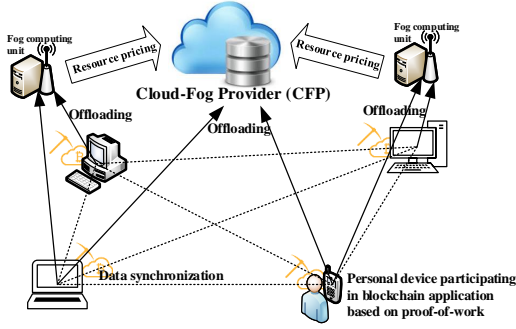 Fog computing
unit
Resource pricing
Resource pricing
Fog computing
unit
Cloud-Fog Provider (CFP)
Offloading
Offloading
Offloading
Data synchronization
Personal device participating
in blockchain application
based on proof-of-work